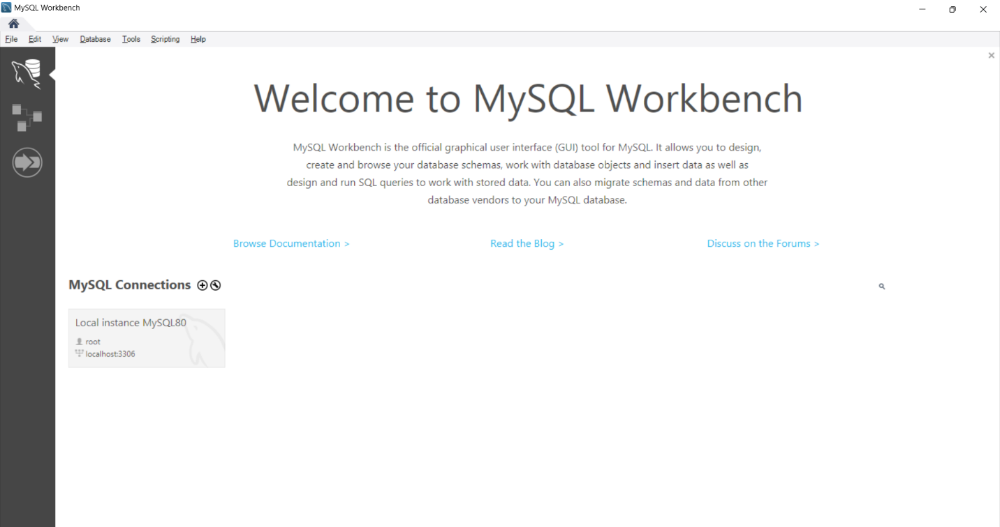 MySQL Workbench
File Edit View Database Tools Scripting Help
Welcome to MySQL Workbench
MySQL Workbench is the official graphical user interface (GUI) tool for MySQL. It allows you to design,
create and browse your database schemas, work with database objects and insert data as well as
design and run SQL queries to work with stored data. You can also migrate schemas and data from other
database vendors to your MySQL database.
Browse Documentation > Read the Blog > Discuss on the Forums >
MySQL Connections
Local instance MySQL80
root
localhost:3306